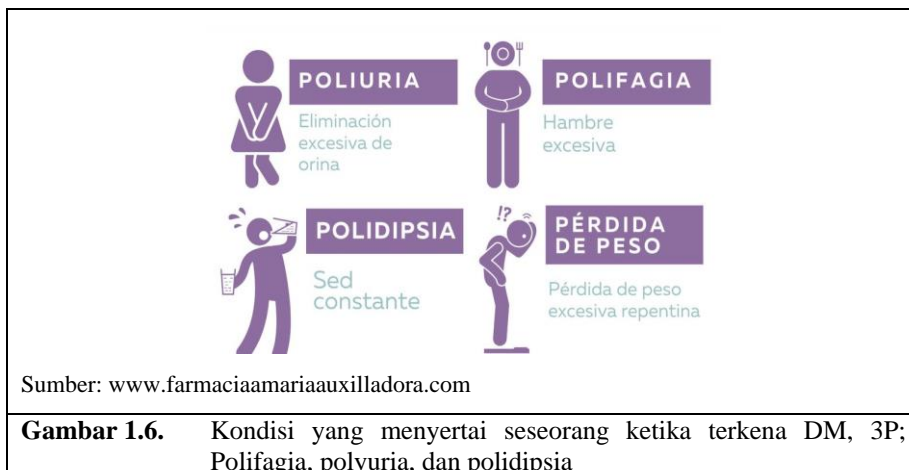 POLIURIA
Eliminación
excesiva de
orina
POLIFAGIA
Hambre
excesiva
POLIDIPSIA
Sed
constante
!?
PÉRDIDA
DE PESO
Pérdida de peso
excesiva repentina
Sumber: www.farmaciaamariaauxilladora.com
Gambar 1.6. Kondisi yang menyertai seseorang ketika terkena DM, 3P;
Polifagia, polyuria, dan polidipsia